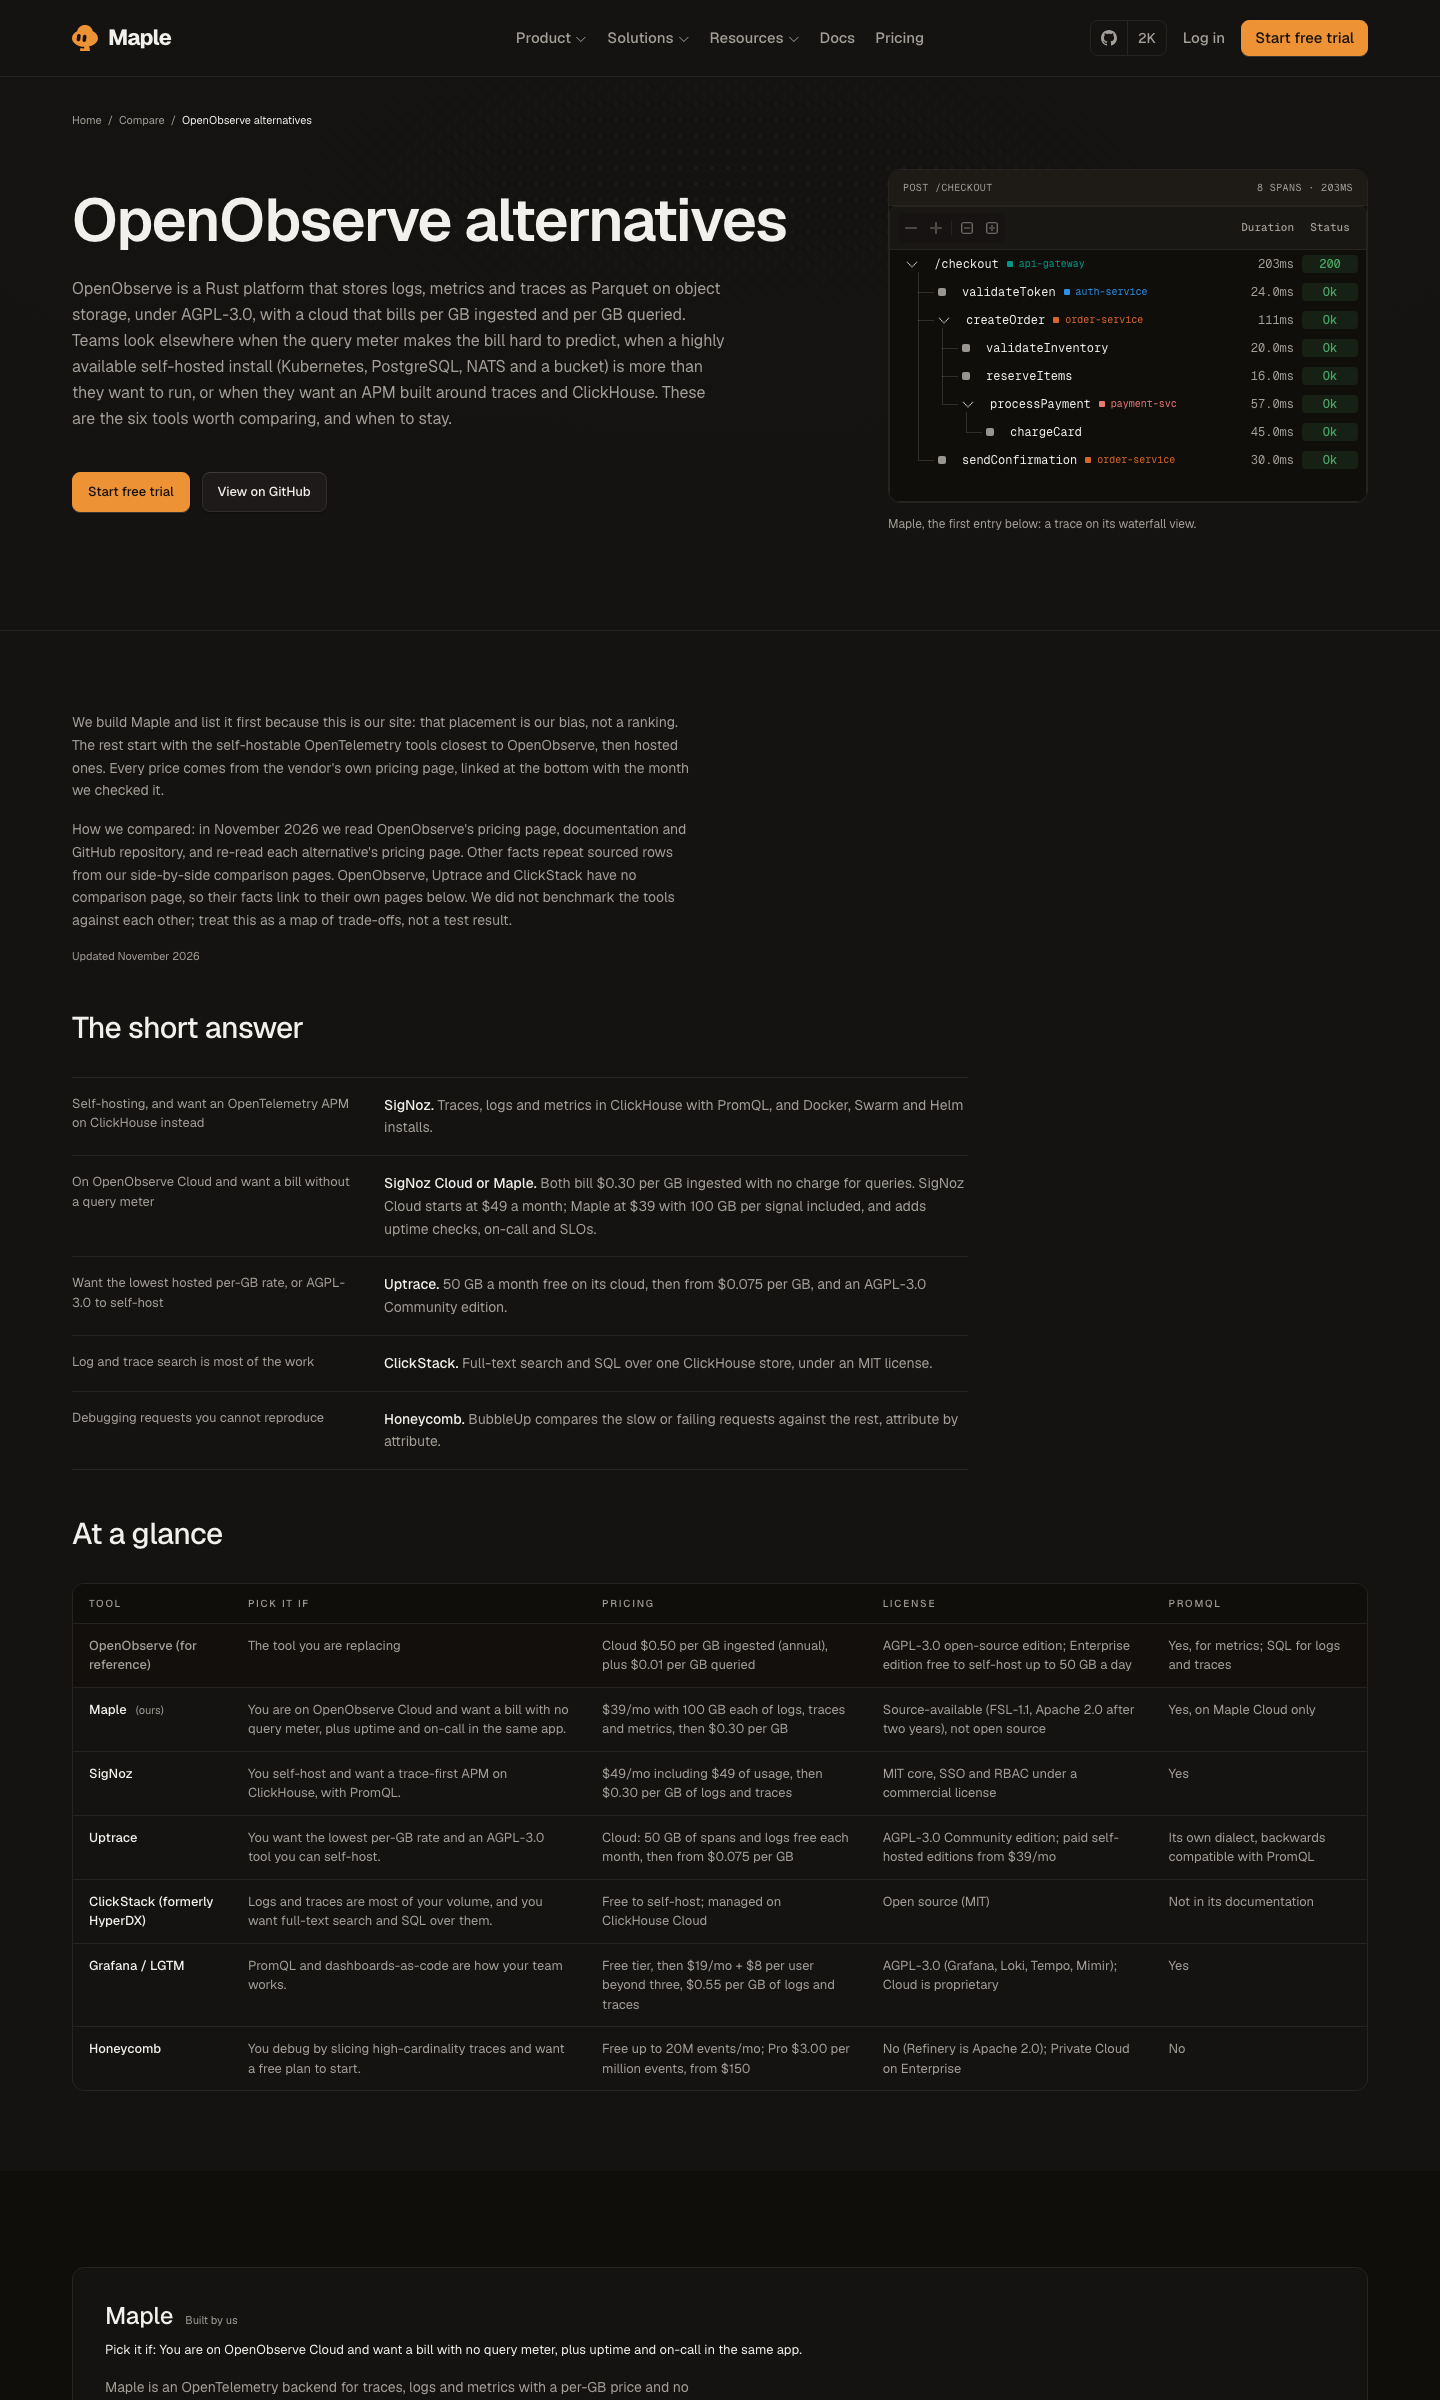 Maple
Product
Solutions
Resources
Docs
Pricing
2K
Log in
Start free trial
Home / Compare / OpenObserve alternatives
OpenObserve alternatives
OpenObserve is a Rust platform that stores logs, metrics and traces as Parquet on object
storage, under AGPL-3.0, with a cloud that bills per GB ingested and per GB queried.
Teams look elsewhere when the query meter makes the bill hard to predict, when a highly
available self-hosted install (Kubernetes, PostgreSQL, NATS and a bucket) is more than
they want to run, or when they want an APM built around traces and ClickHouse. These
are the six tools worth comparing, and when to stay.
Start free trial
View on GitHub
POST /CHECKOUT
8 SPANS · 203MS
Duration Status
/checkout api-gateway 203ms 200
validateToken auth-service 24.0ms Ok
createOrder order-service 111ms Ok
validateInventory 20.0ms Ok
reserveItems 16.0ms Ok
processPayment payment-svc 57.0ms Ok
chargeCard 45.0ms Ok
sendConfirmation order-service 30.0ms Ok
Maple, the first entry below: a trace on its waterfall view.
We build Maple and list it first because this is our site: that placement is our bias, not a ranking.
The rest start with the self-hostable OpenTelemetry tools closest to OpenObserve, then hosted
ones. Every price comes from the vendor's own pricing page, linked at the bottom with the month
we checked it.
How we compared: in November 2026 we read OpenObserve's pricing page, documentation and
GitHub repository, and re-read each alternative's pricing page. Other facts repeat sourced rows
from our side-by-side comparison pages. OpenObserve, Uptrace and ClickStack have no
comparison page, so their facts link to their own pages below. We did not benchmark the tools
against each other; treat this as a map of trade-offs, not a test result.
Updated November 2026
The short answer
Self-hosting, and want an OpenTelemetry APM
on ClickHouse instead
SigNoz. Traces, logs and metrics in ClickHouse with PromQL, and Docker, Swarm and Helm
installs.
On OpenObserve Cloud and want a bill without
a query meter
SigNoz Cloud or Maple. Both bill $0.30 per GB ingested with no charge for queries. SigNoz
Cloud starts at $49 a month; Maple at $39 with 100 GB per signal included, and adds
uptime checks, on-call and SLOs.
Want the lowest hosted per-GB rate, or AGPL-
3.0 to self-host
Uptrace. 50 GB a month free on its cloud, then from $0.075 per GB, and an AGPL-3.0
Community edition.
Log and trace search is most of the work
ClickStack. Full-text search and SQL over one ClickHouse store, under an MIT license.
Debugging requests you cannot reproduce
Honeycomb. BubbleUp compares the slow or failing requests against the rest, attribute by
attribute.
At a glance
TOOL
PICK IT IF
PRICING
LICENSE
PROMQL
OpenObserve (for
reference)
The tool you are replacing
Cloud $0.50 per GB ingested (annual),
plus $0.01 per GB queried
AGPL-3.0 open-source edition; Enterprise
edition free to self-host up to 50 GB a day
Yes, for metrics; SQL for logs
and traces
Maple (ours)
You are on OpenObserve Cloud and want a bill with no
query meter, plus uptime and on-call in the same app.
$39/mo with 100 GB each of logs, traces
and metrics, then $0.30 per GB
Source-available (FSL-1.1, Apache 2.0 after
two years), not open source
Yes, on Maple Cloud only
SigNoz
You self-host and want a trace-first APM on
ClickHouse, with PromQL.
$49/mo including $49 of usage, then
$0.30 per GB of logs and traces
MIT core, SSO and RBAC under a
commercial license
Yes
Uptrace
You want the lowest per-GB rate and an AGPL-3.0
tool you can self-host.
Cloud: 50 GB of spans and logs free each
month, then from $0.075 per GB
AGPL-3.0 Community edition; paid self-
hosted editions from $39/mo
Its own dialect, backwards
compatible with PromQL
ClickStack (formerly
HyperDX)
Logs and traces are most of your volume, and you
want full-text search and SQL over them.
Free to self-host; managed on
ClickHouse Cloud
Open source (MIT)
Not in its documentation
Grafana / LGTM
PromQL and dashboards-as-code are how your team
works.
Free tier, then $19/mo + $8 per user
beyond three, $0.55 per GB of logs and
traces
AGPL-3.0 (Grafana, Loki, Tempo, Mimir);
Cloud is proprietary
Yes
Honeycomb
You debug by slicing high-cardinality traces and want
a free plan to start.
Free up to 20M events/mo; Pro $3.00 per
million events, from $150
No (Refinery is Apache 2.0); Private Cloud
on Enterprise
No
Maple Built by us
Pick it if: You are on OpenObserve Cloud and want a bill with no query meter, plus uptime and on-call in the same app.
Maple is an OpenTelemetry backend for traces, logs and metrics with a per-GB price and no